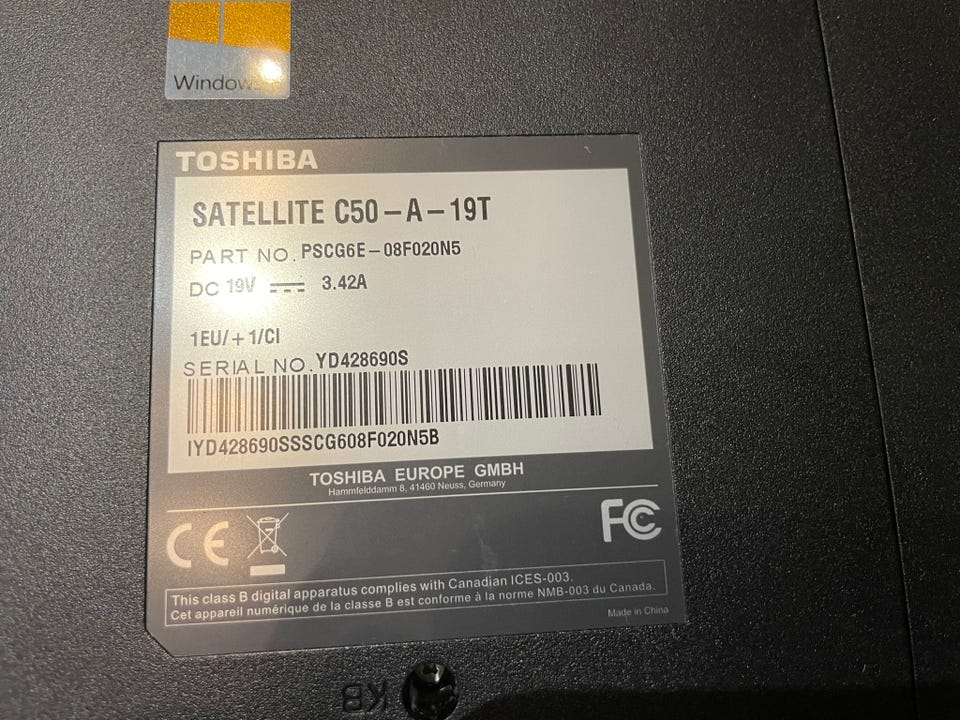 Windows
TOSHIBA
SATELLITE C50-A-19T
PART NO. PSCG6E-08F020N5
DC 19V 3.42A
1EU/+1/CI
SERIAL NO. YD428690S
IYD428690SSSCG608F020N5B
TOSHIBA EUROPE GMBH
Hammfelddamm 8, 41460 Neuss, Germany
CE
FC
This class B digital apparatus complies with Canadian ICES-003.
Cet appareil numérique de la classe B est conforme à la norme NMB-003 du Canada.
Made in China
KB